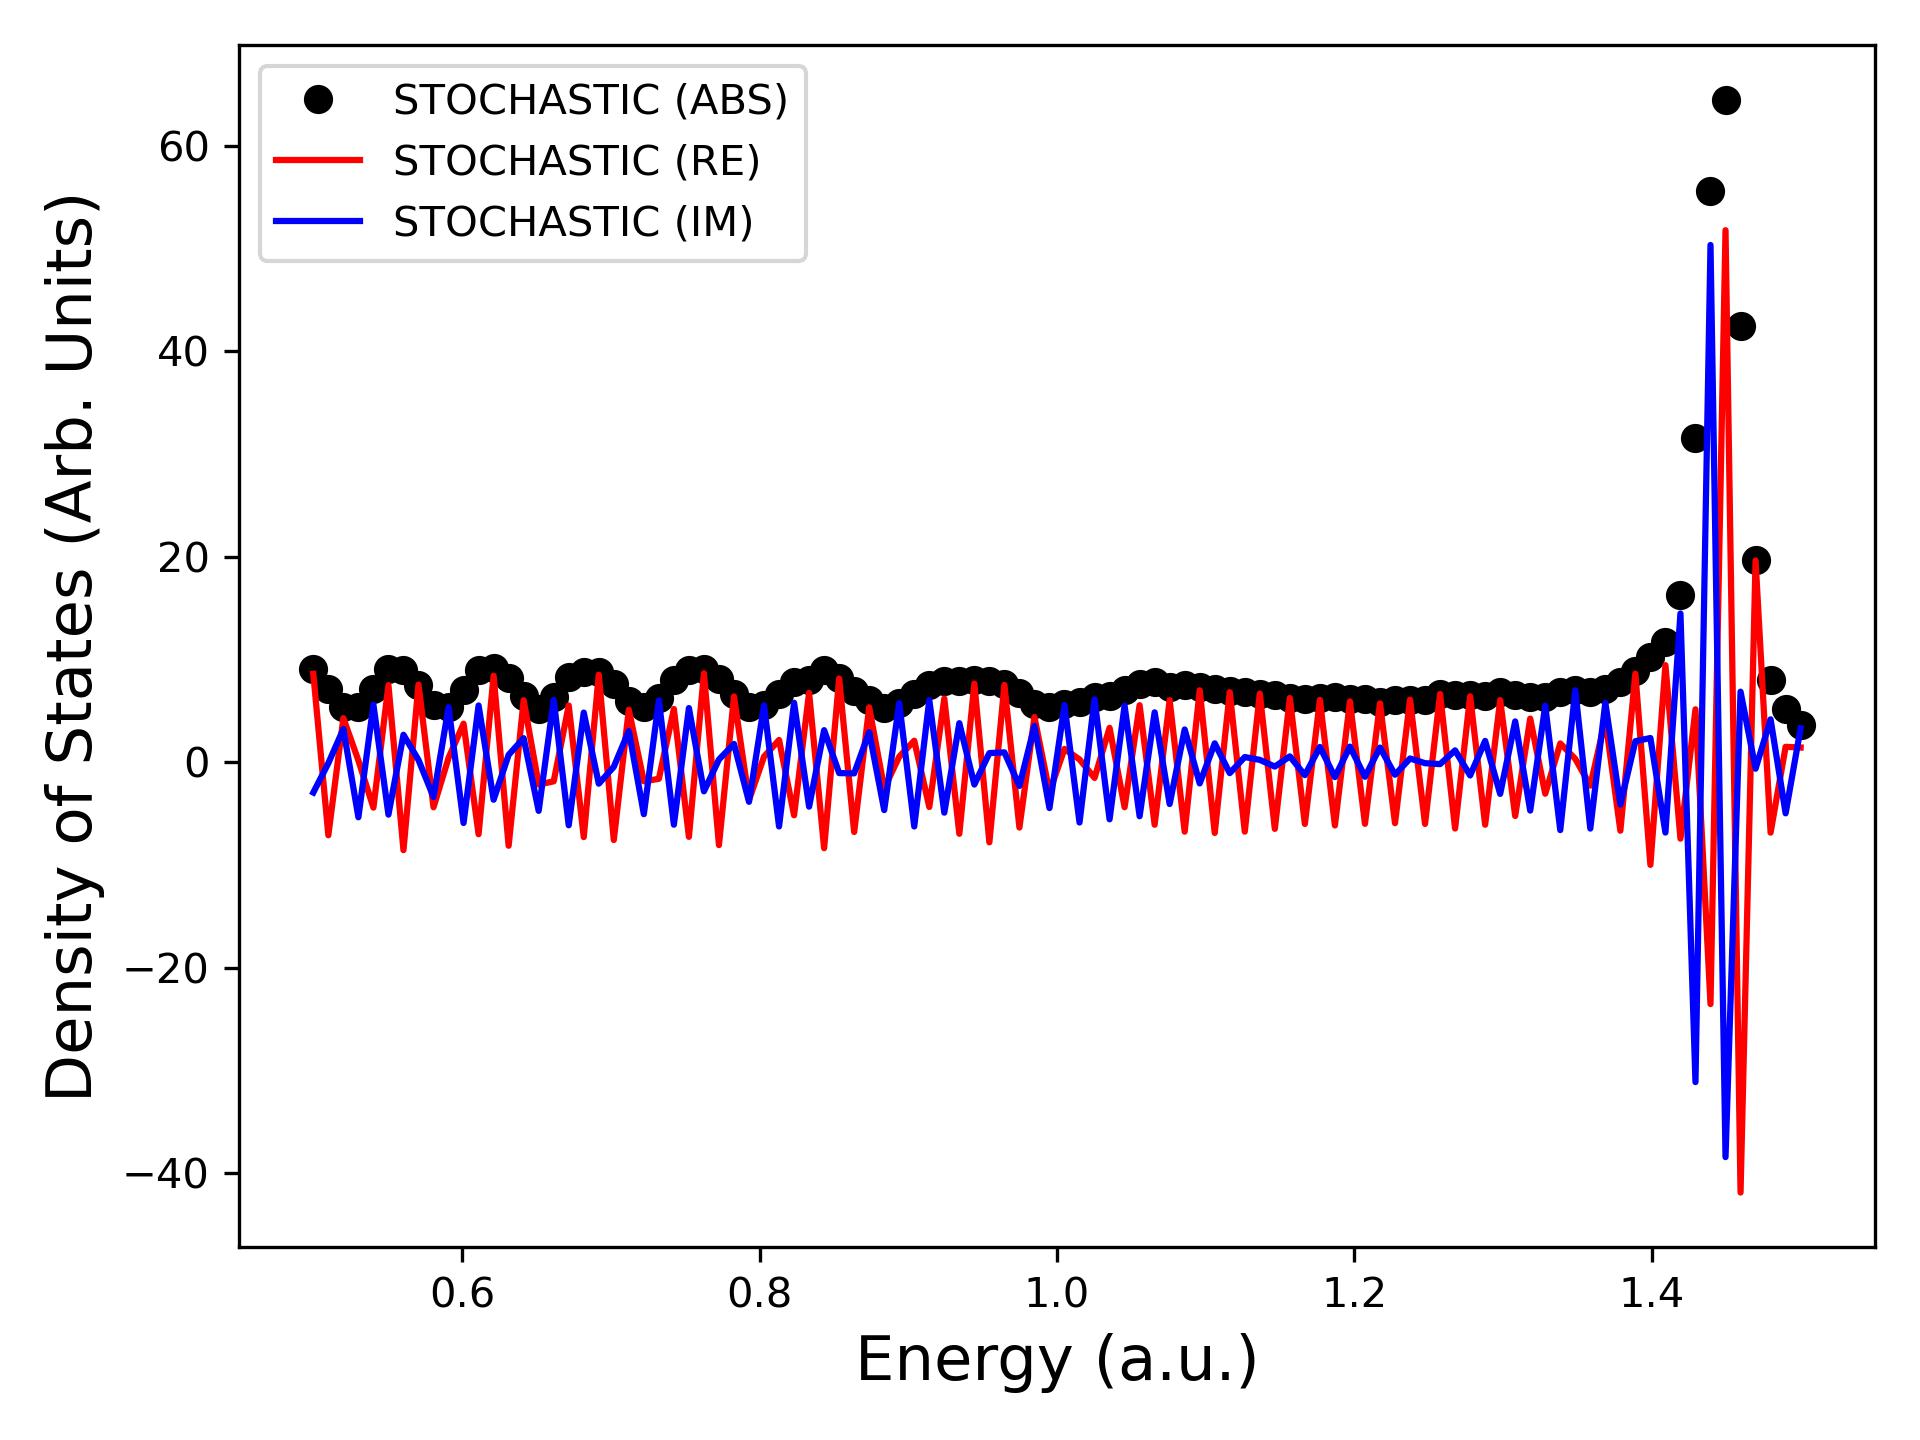 STOCHASTIC (ABS)
STOCHASTIC (RE)
STOCHASTIC (IM)
Density of States (Arb. Units)
60
40
20
0
−20
−40
0.6
0.8
1.0
1.2
1.4
Energy (a.u.)